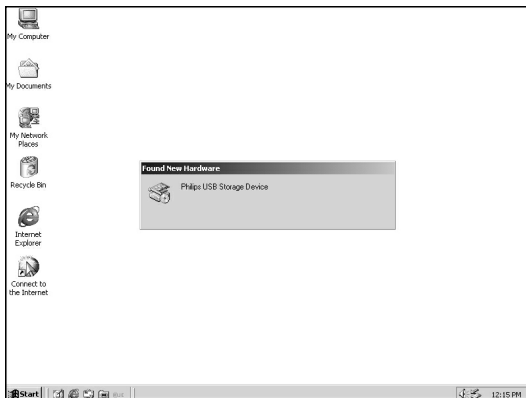 My Computer
My Documents
My Network
Places
Recycle Bin
Internet
Explorer
Connect to
the Internet
Found New Hardware
Philips USB Storage Device
Start
12:15 PM